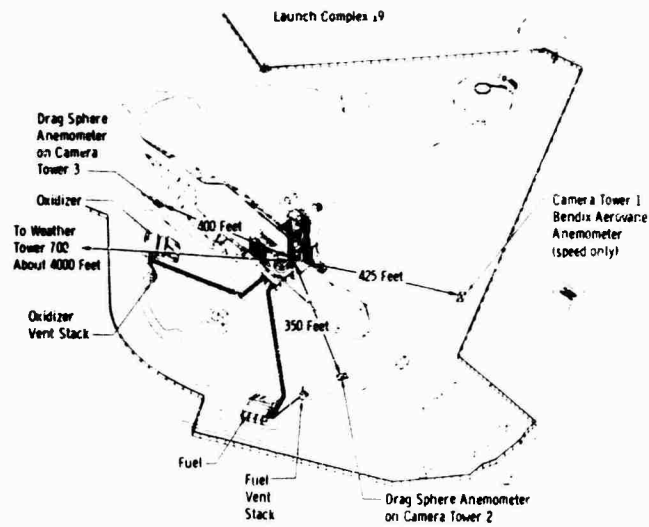 Launch Complex 19
Drag Sphere
Anemometer
on Camera
Tower 3
Oxidizer
To Weather
Tower 700
About 4000 Feet
Oxidizer
Vent Stack
400 Feet
425 Feet
350 Feet
Camera Tower 1
Bendix Aerovane
Anemometer
(speed only)
Fuel
Fuel
Vent
Stack
Drag Sphere Anemometer
on Camera Tower 2